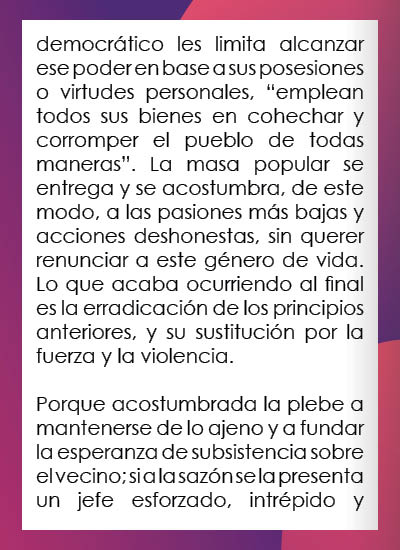 democrático les limita alcanzar
ese poder en base a sus posesiones
o virtudes personales, “emplean
todos sus bienes en cohechar y
corromper el pueblo de todas
maneras”. La masa popular se
entrega y se acostumbra, de este
modo, a las pasiones más bajas y
acciones deshonestas, sin querer
renunciar a este género de vida.
Lo que acaba ocurriendo al final
es la erradicación de los principios
anteriores, y su sustitución por la
fuerza y la violencia.

Porque acostumbrada la plebe a
mantenerse de lo ajeno y a fundar
la esperanza de subsistencia sobre
el vecino; si a la sazón se la presenta
un jefe esforzado, intrépido y